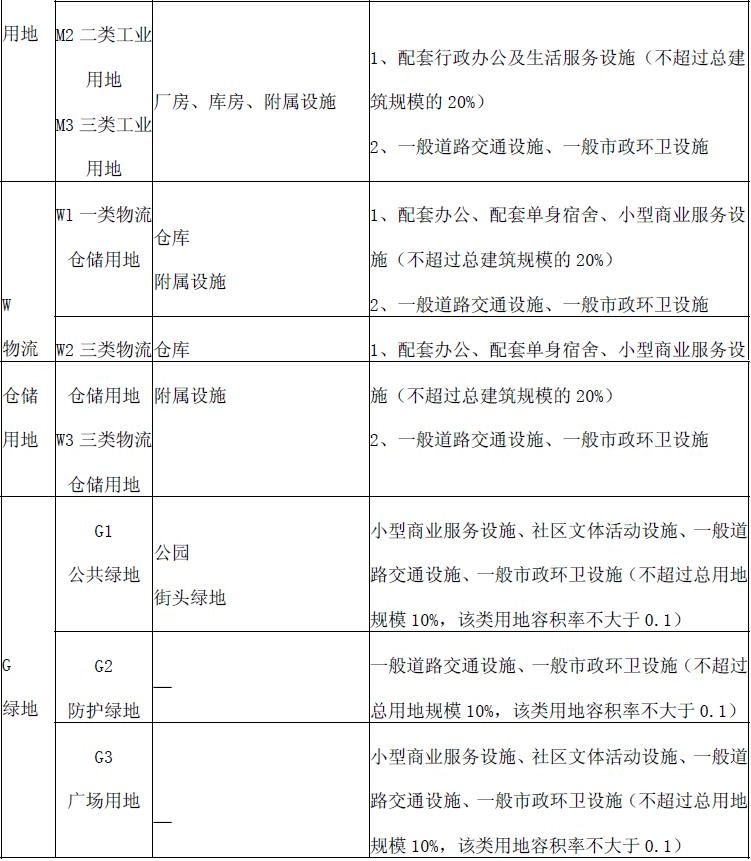 用地
M2 二类工业
用地
M3 三类工业
用地
厂房、库房、附属设施
1、配套行政办公及生活服务设施（不超过总建
筑规模的20%）
2、一般道路交通设施、一般市政环卫设施
W
物流
W1 一类物流
仓储用地
仓库
附属设施
1、配套办公、配套单身宿舍、小型商业服务设
施（不超过总建筑规模的20%）
2、一般道路交通设施、一般市政环卫设施
W2 三类物流
仓库
1、配套办公、配套单身宿舍、小型商业服务设
仓储
用地
仓储用地
W3 三类物流
仓储用地
附属设施
施（不超过总建筑规模的20%）
2、一般道路交通设施、一般市政环卫设施
G
绿地
G1
公共绿地
公园
街头绿地
小型商业服务设施、社区文体活动设施、一般道
路交通设施、一般市政环卫设施（不超过总用地
规模10%，该类用地容积率不大于0.1）
G2
防护绿地
—
一般道路交通设施、一般市政环卫设施（不超过
总用地规模10%，该类用地容积率不大于0.1）
G3
广场用地
—
小型商业服务设施、社区文体活动设施、一般道
路交通设施、一般市政环卫设施（不超过总用地
规模10%，该类用地容积率不大于0.1）